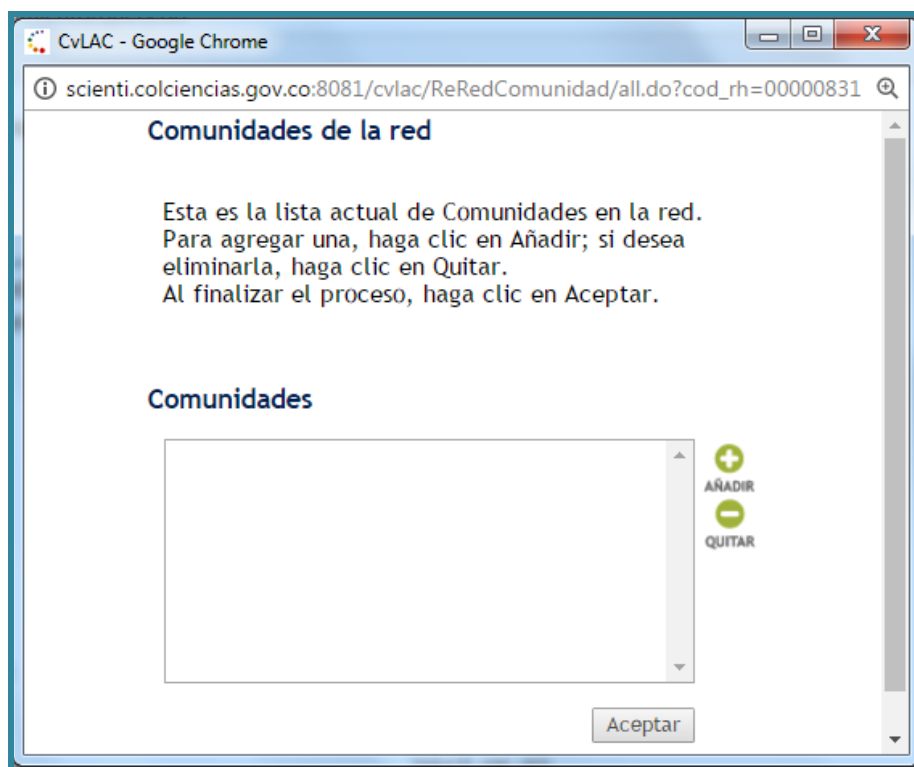 CvLAC - Google Chrome
scienti.colciencias.gov.co:8081/cvlac/ReRedComunidad/all.do?cod_rh=00000831
Comunidades de la red
Esta es la lista actual de Comunidades en la red.
Para agregar una, haga clic en Añadir; si desea
eliminarla, haga clic en Quitar.
Al finalizar el proceso, haga clic en Aceptar.
Comunidades
AÑADIR
QUITAR
Aceptar